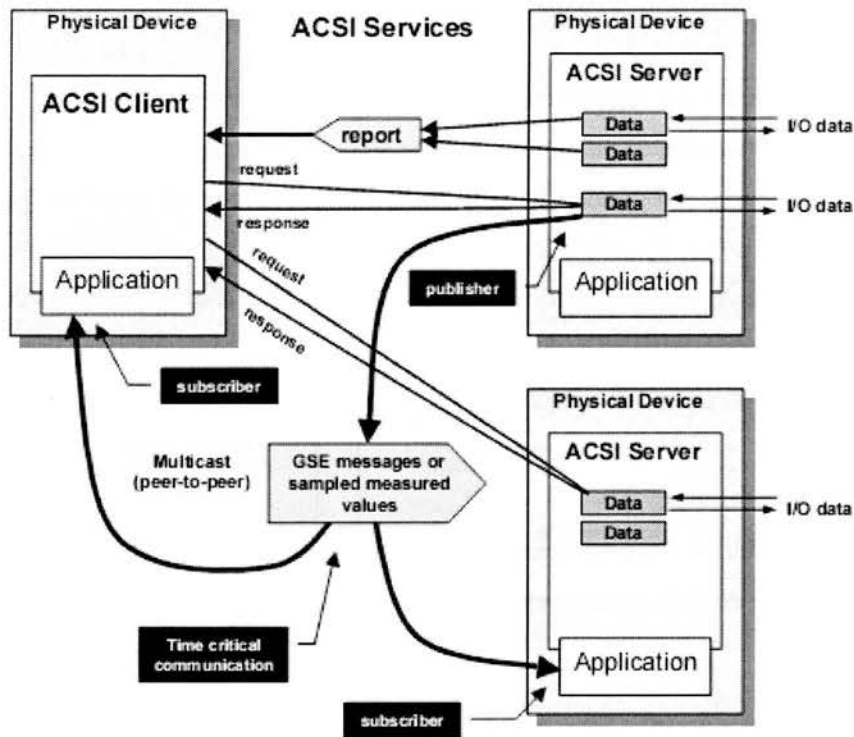 Physical Device
ACSI Services
Physical Device
ACSI Client
ACSI Server
report
Data
I/O data
Data
request
Data
I/O data
response
request
Application
publisher
Application
response
subscriber
Physical Device
ACSI Server
Multicast
(peer-to-peer)
GSE messages or
sampled measured
values
Data
I/O data
Data
Time critical
communication
Application
subscriber